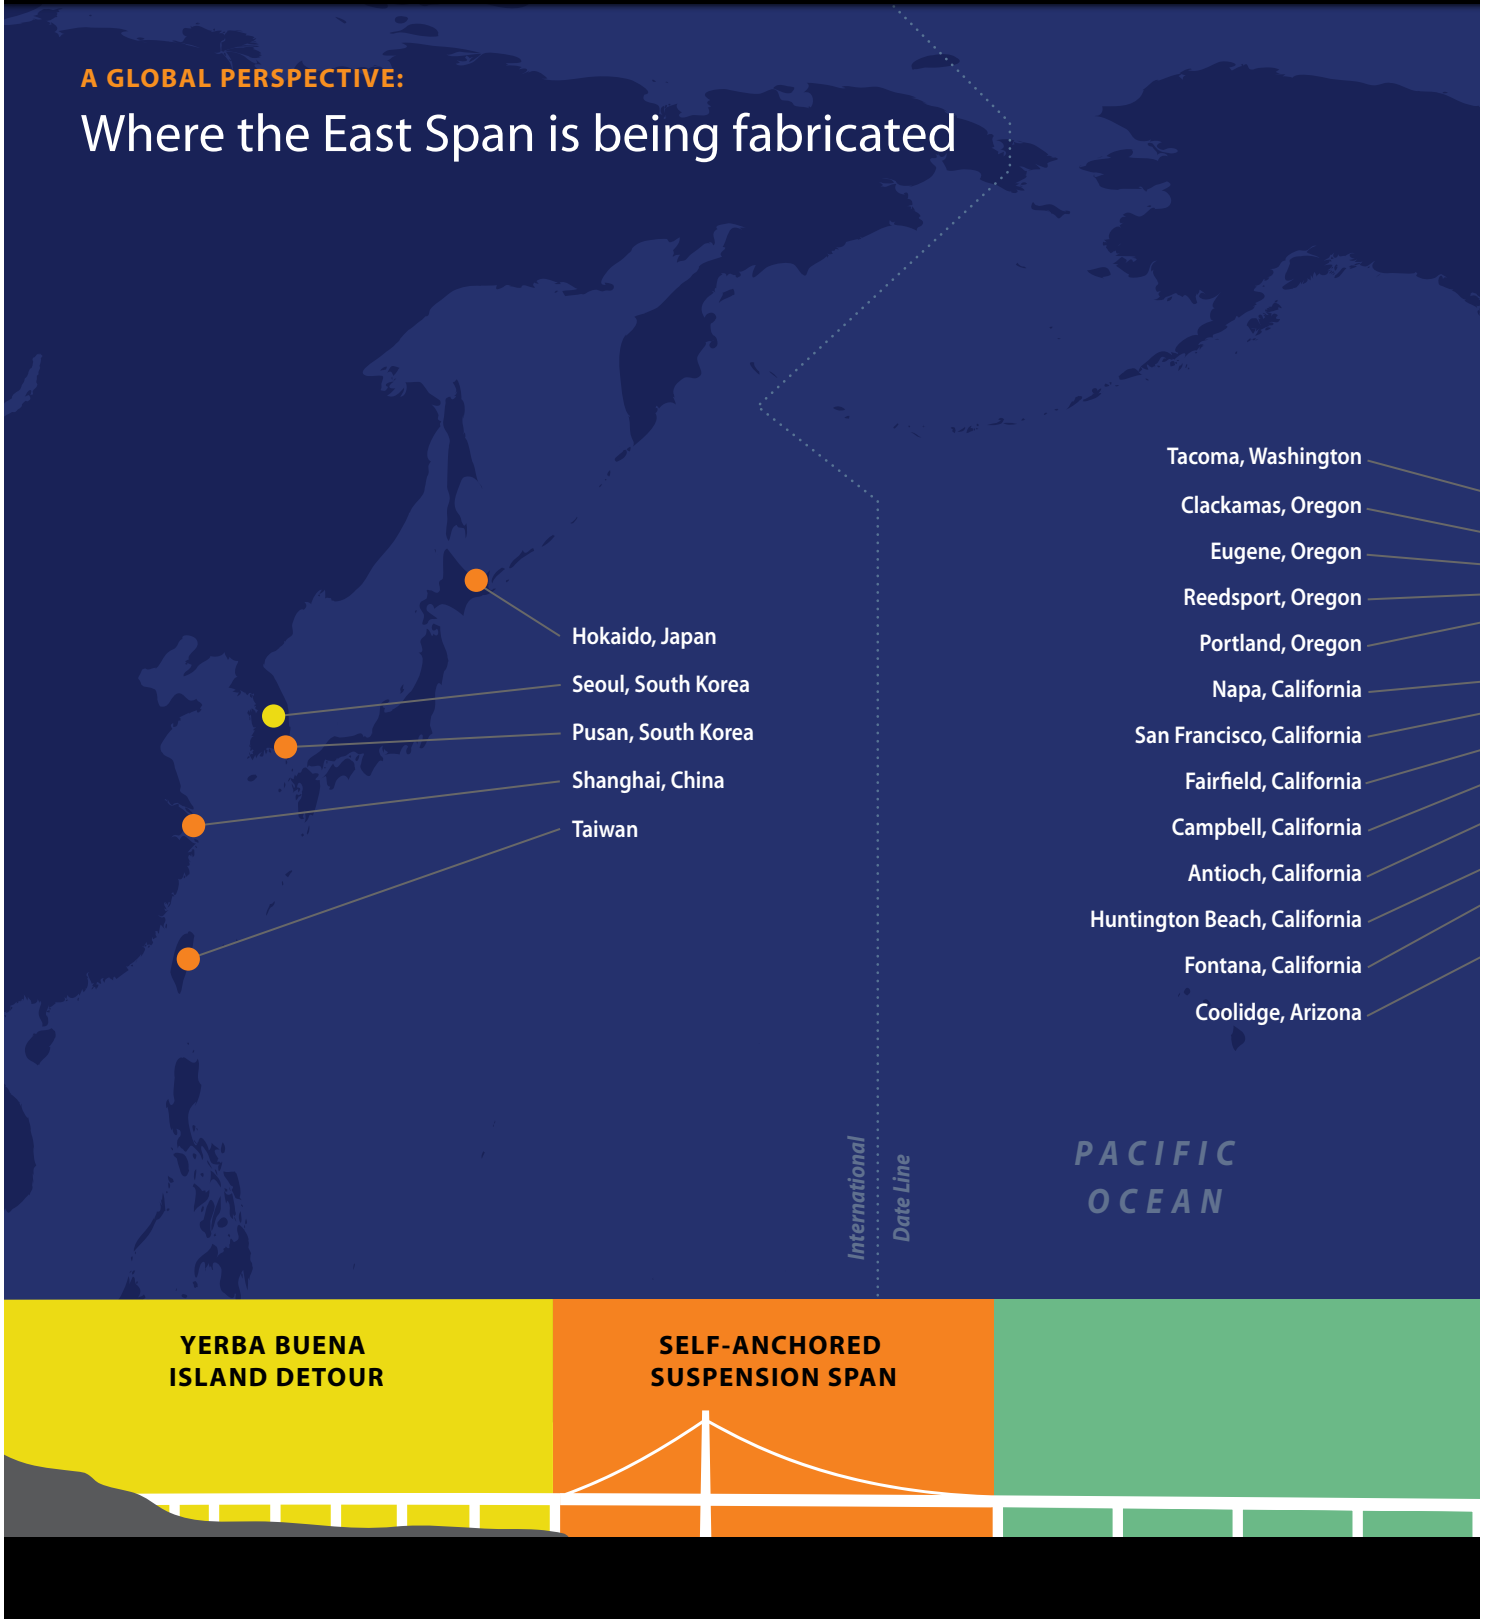 A GLOBAL PERSPECTIVE:
Where the East Span is being fabricated
Tacoma, Washington
Clackamas, Oregon
Eugene, Oregon
Reedsport, Oregon
Portland, Oregon
Napa, California
San Francisco, California
Fairfield, California
Campbell, California
Antioch, California
Huntington Beach, California
Fontana, California
Coolidge, Arizona
Hokaido, Japan
Seoul, South Korea
Pusan, South Korea
Shanghai, China
Taiwan
International
Date Line
PACIFIC
OCEAN
YERBA BUENA
ISLAND DETOUR
SELF-ANCHORED
SUSPENSION SPAN